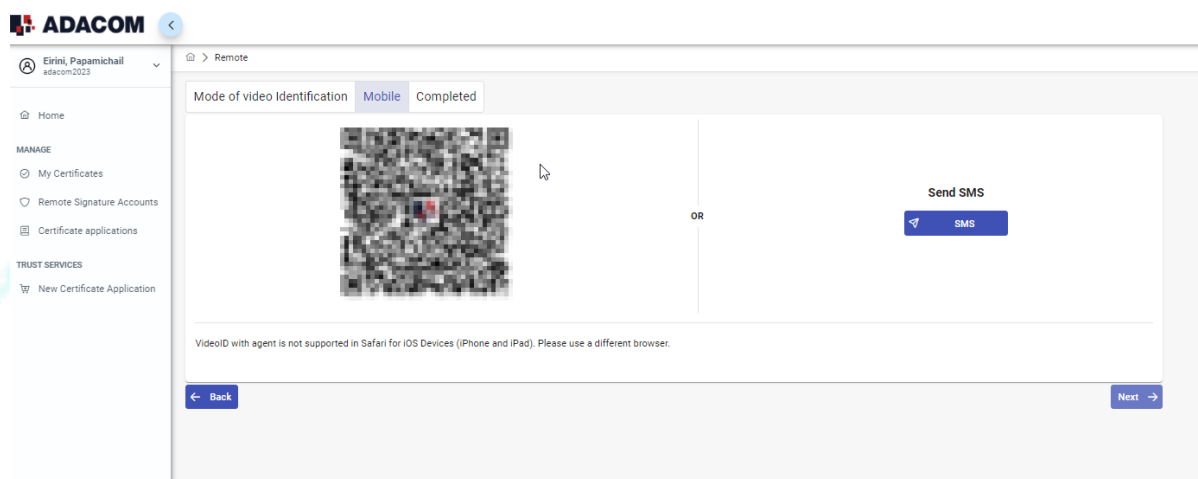 ADACOM
Eirini, Papamichail
adacom2023
Home
MANAGE
My Certificates
Remote Signature Accounts
Certificate applications
TRUST SERVICES
New Certificate Application
Remote
Mode of video Identification Mobile Completed
OR
Send SMS
SMS
VideoID with agent is not supported in Safari for iOS Devices (iPhone and iPad). Please use a different browser.
Back
Next